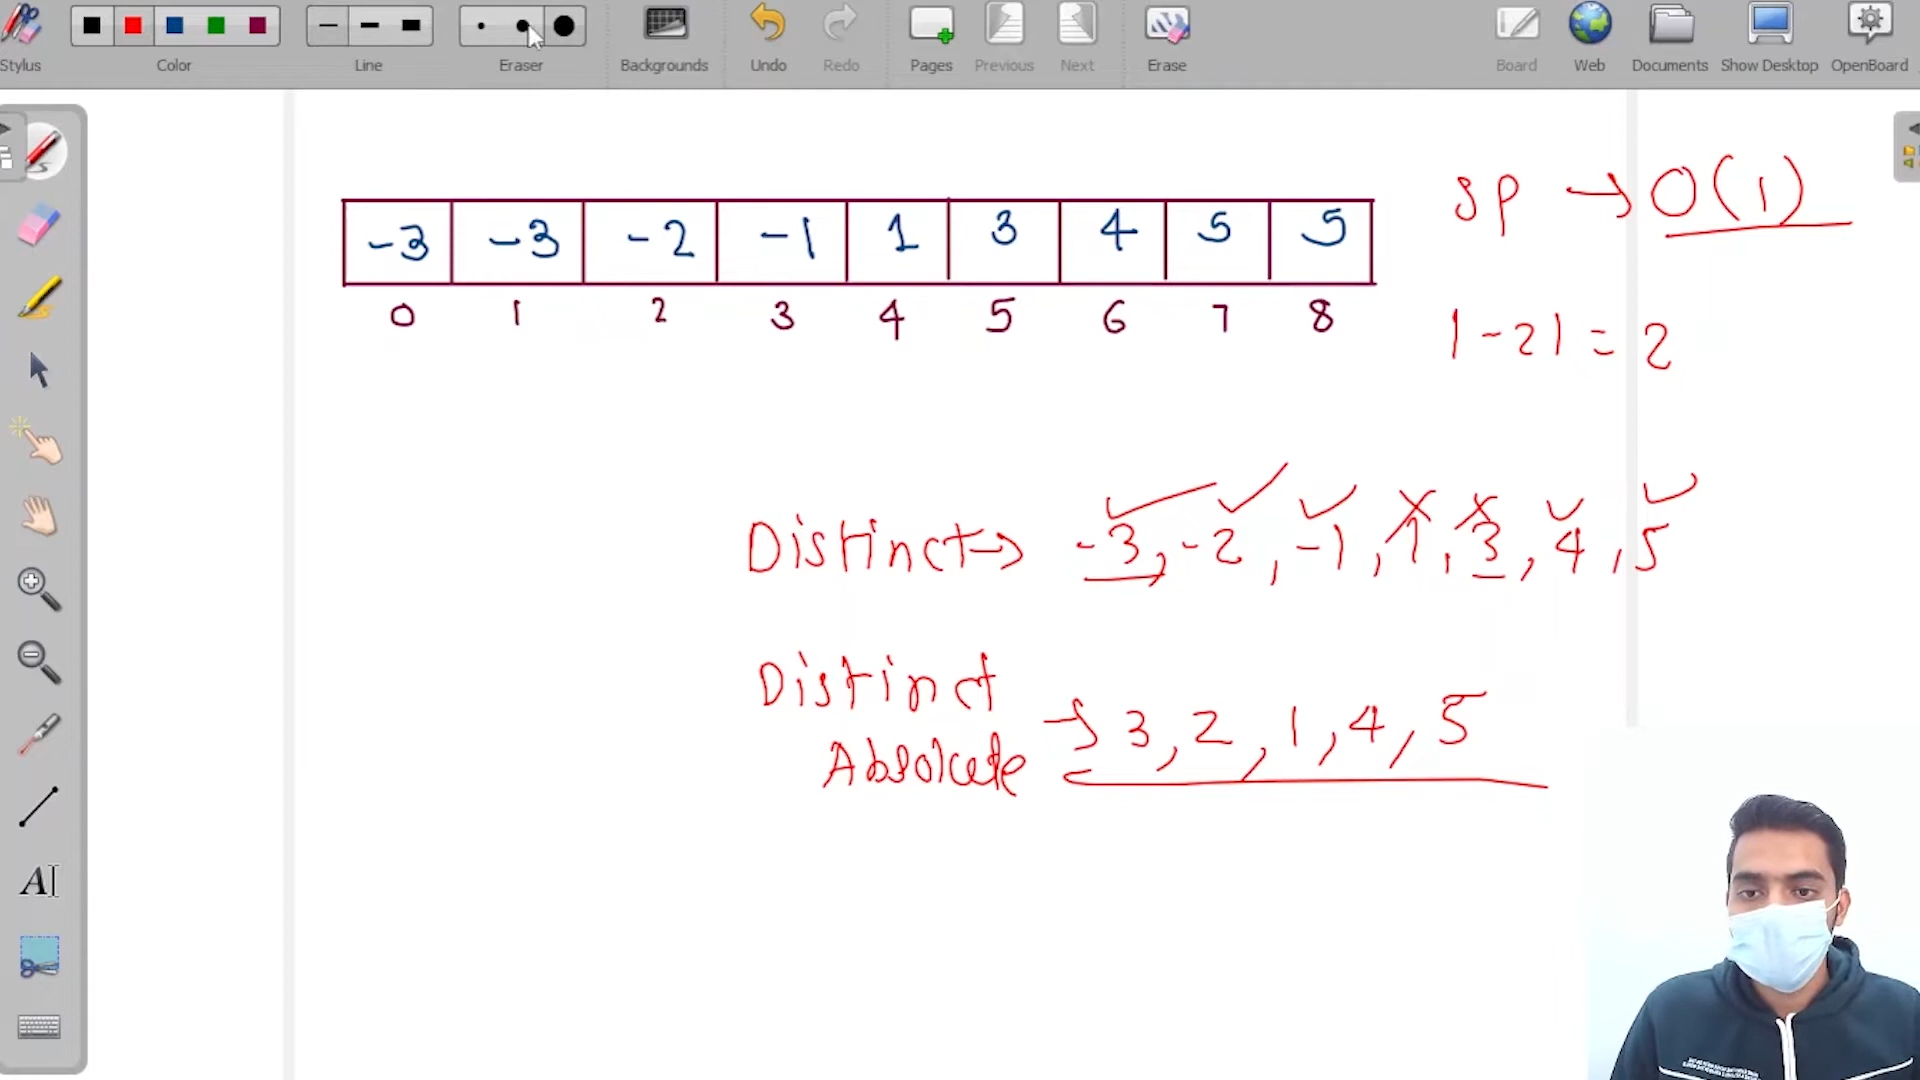 Stylus
Color
Line
Eraser
Backgrounds
Undo
Redo
Pages
Previous
Next
Erase
Board
Web
Documents
Show Desktop
OpenBoard
-3 -3 -2 -1 1 3 4 5 5
0 1 2 3 4 5 6 7 8
SP → O(1)
|-2| = 2
Distinct → -3, -2, -1, 1, 3, 4, 5
Distinct
Absolute → 3, 2, 1, 4, 5
AI